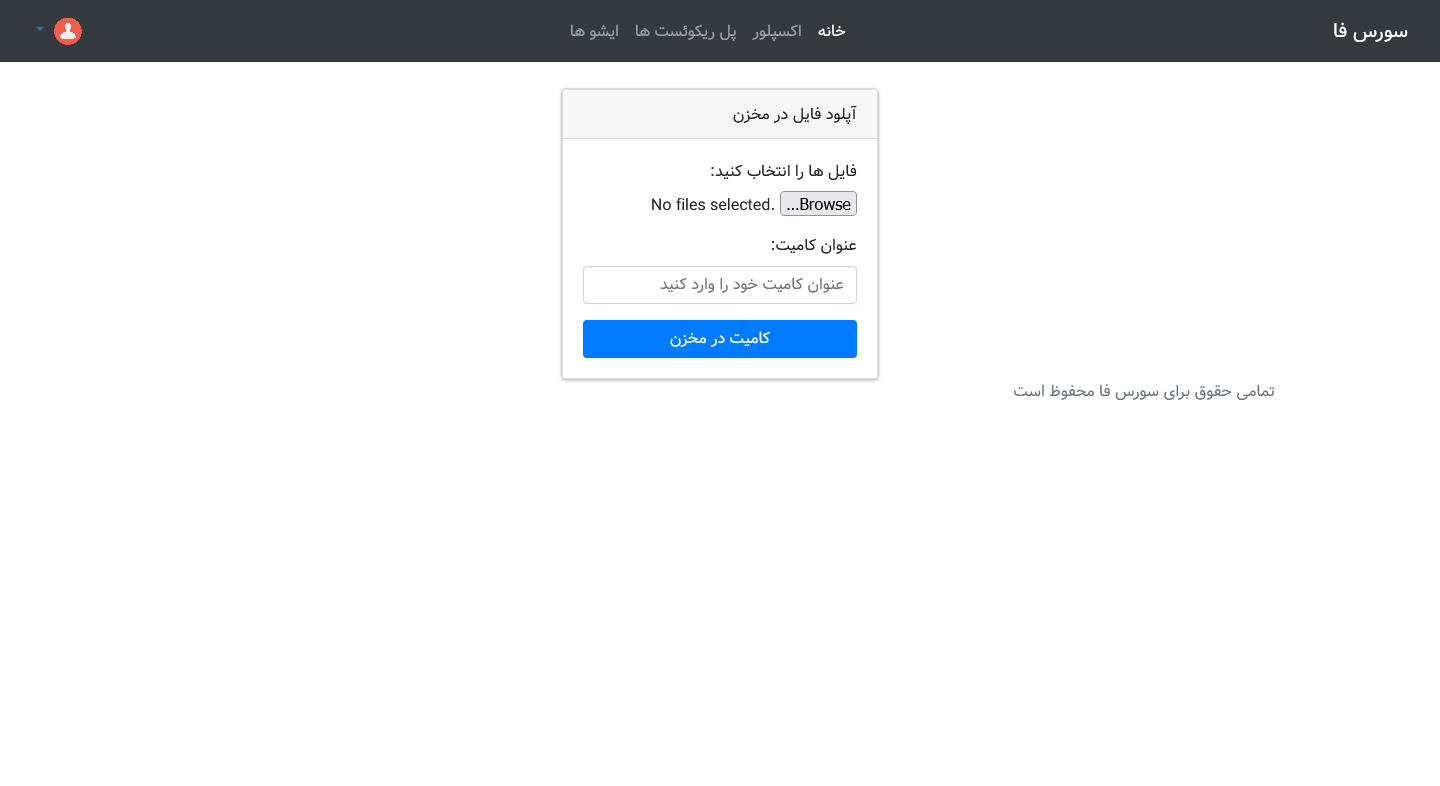 سورس فا
خانه
اکسپلور
پل ریکوئست ها
ایشو ها
آپلود فایل در مخزن
فایل ها را انتخاب کنید:
Browse... No files selected.
عنوان کامیت:
عنوان کامیت خود را وارد کنید
کامیت در مخزن
تمامی حقوق برای سورس فا محفوظ است